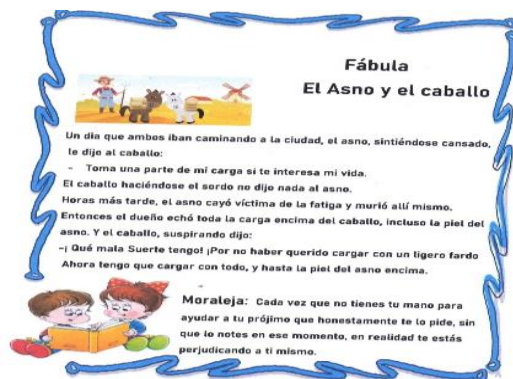 Fábula
El Asno y el caballo
Un dia que ambos iban caminando a la ciudad, el asno, sintiéndose cansado,
le dijo al caballo:
- Toma una parte de mi carga si te interesa mi vida.
El caballo haciéndose el sordo no dijo nada al asno.
Horas más tarde, el asno cayó víctima de la fatiga y murió allí mismo.
Entonces el dueño echó toda la carga encima del caballo, incluso la piel del
asno. Y el caballo, suspirando dijo:
-¡ Qué mala Suerte tengo! ¡Por no haber querido cargar con un ligero fardo
Ahora tengo que cargar con todo, y hasta la piel del asno encima.
Moraleja: Cada vez que no tienes tu mano para
ayudar a tu prójimo que honestamente te lo pide, sin
que lo notes en ese momento, en realidad te estás
perjudicando a ti mismo.